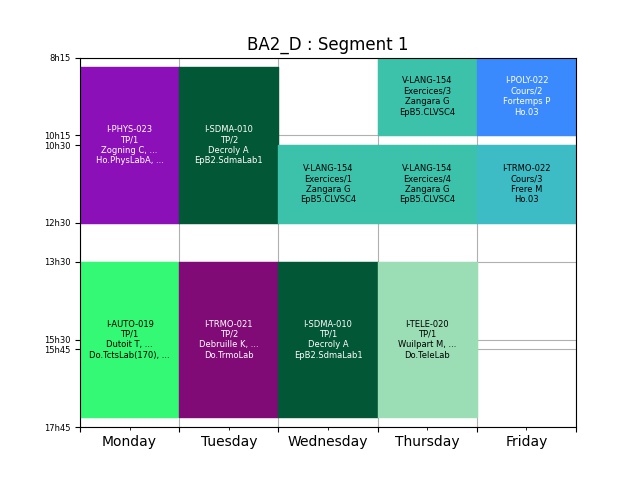 BA2_D : Segment 1
8h15
10h15
10h30
12h30
13h30
15h30
15h45
17h45
I-PHYS-023
TP/1
Zogning C, ...
Ho.PhysLabA, ...
I-SDMA-010
TP/2
Decroly A
EpB2.SdmaLab1
V-LANG-154
Exercices/3
Zangara G
EpB5.CLVSC4
I-POLY-022
Cours/2
Fortemps P
Ho.03
V-LANG-154
Exercices/1
Zangara G
EpB5.CLVSC4
V-LANG-154
Exercices/4
Zangara G
EpB5.CLVSC4
I-TRMO-022
Cours/3
Frere M
Ho.03
I-AUTO-019
TP/1
Dutoit T, ...
Do.TctsLab(170), ...
I-TRMO-021
TP/2
Debruille K, ...
Do.TrmoLab
I-SDMA-010
TP/1
Decroly A
EpB2.SdmaLab1
I-TELE-020
TP/1
Wuilpart M, ...
Do.TeleLab
Monday
Tuesday
Wednesday
Thursday
Friday